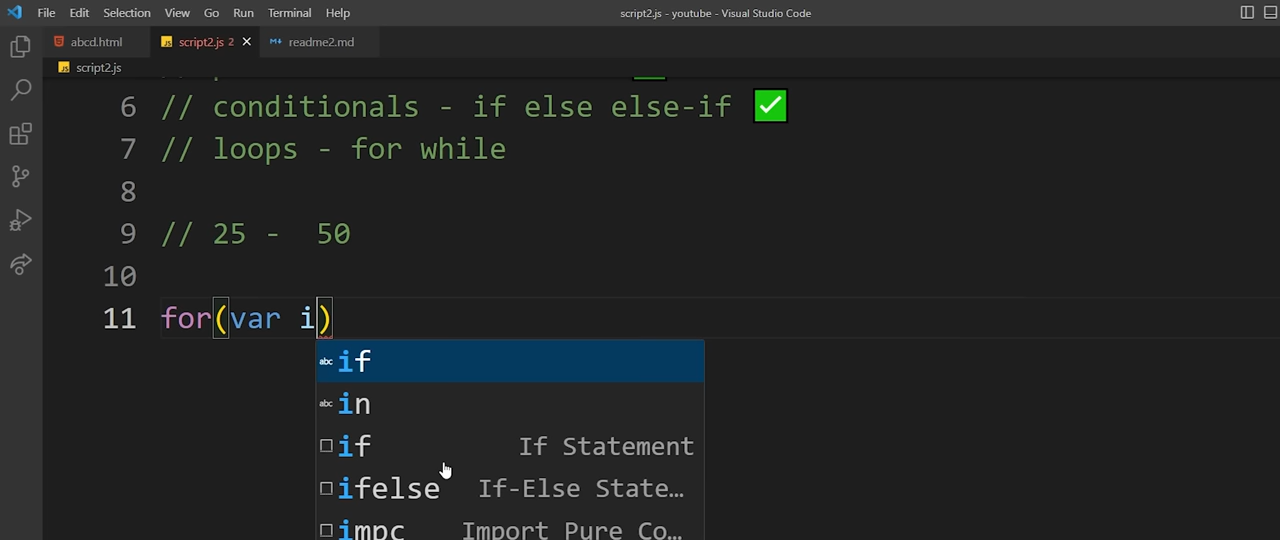 File Edit Selection View Go Run Terminal Help script2.js - youtube - Visual Studio Code
abcd.html script2.js 2 readme2.md
script2.js
6 // conditionals - if else else-if ✅
7 // loops - for while
8
9 // 25 -  50
10
11 for(var i)
if
in
if If Statement
ifelse If-Else State…
impc Import Pure Co…